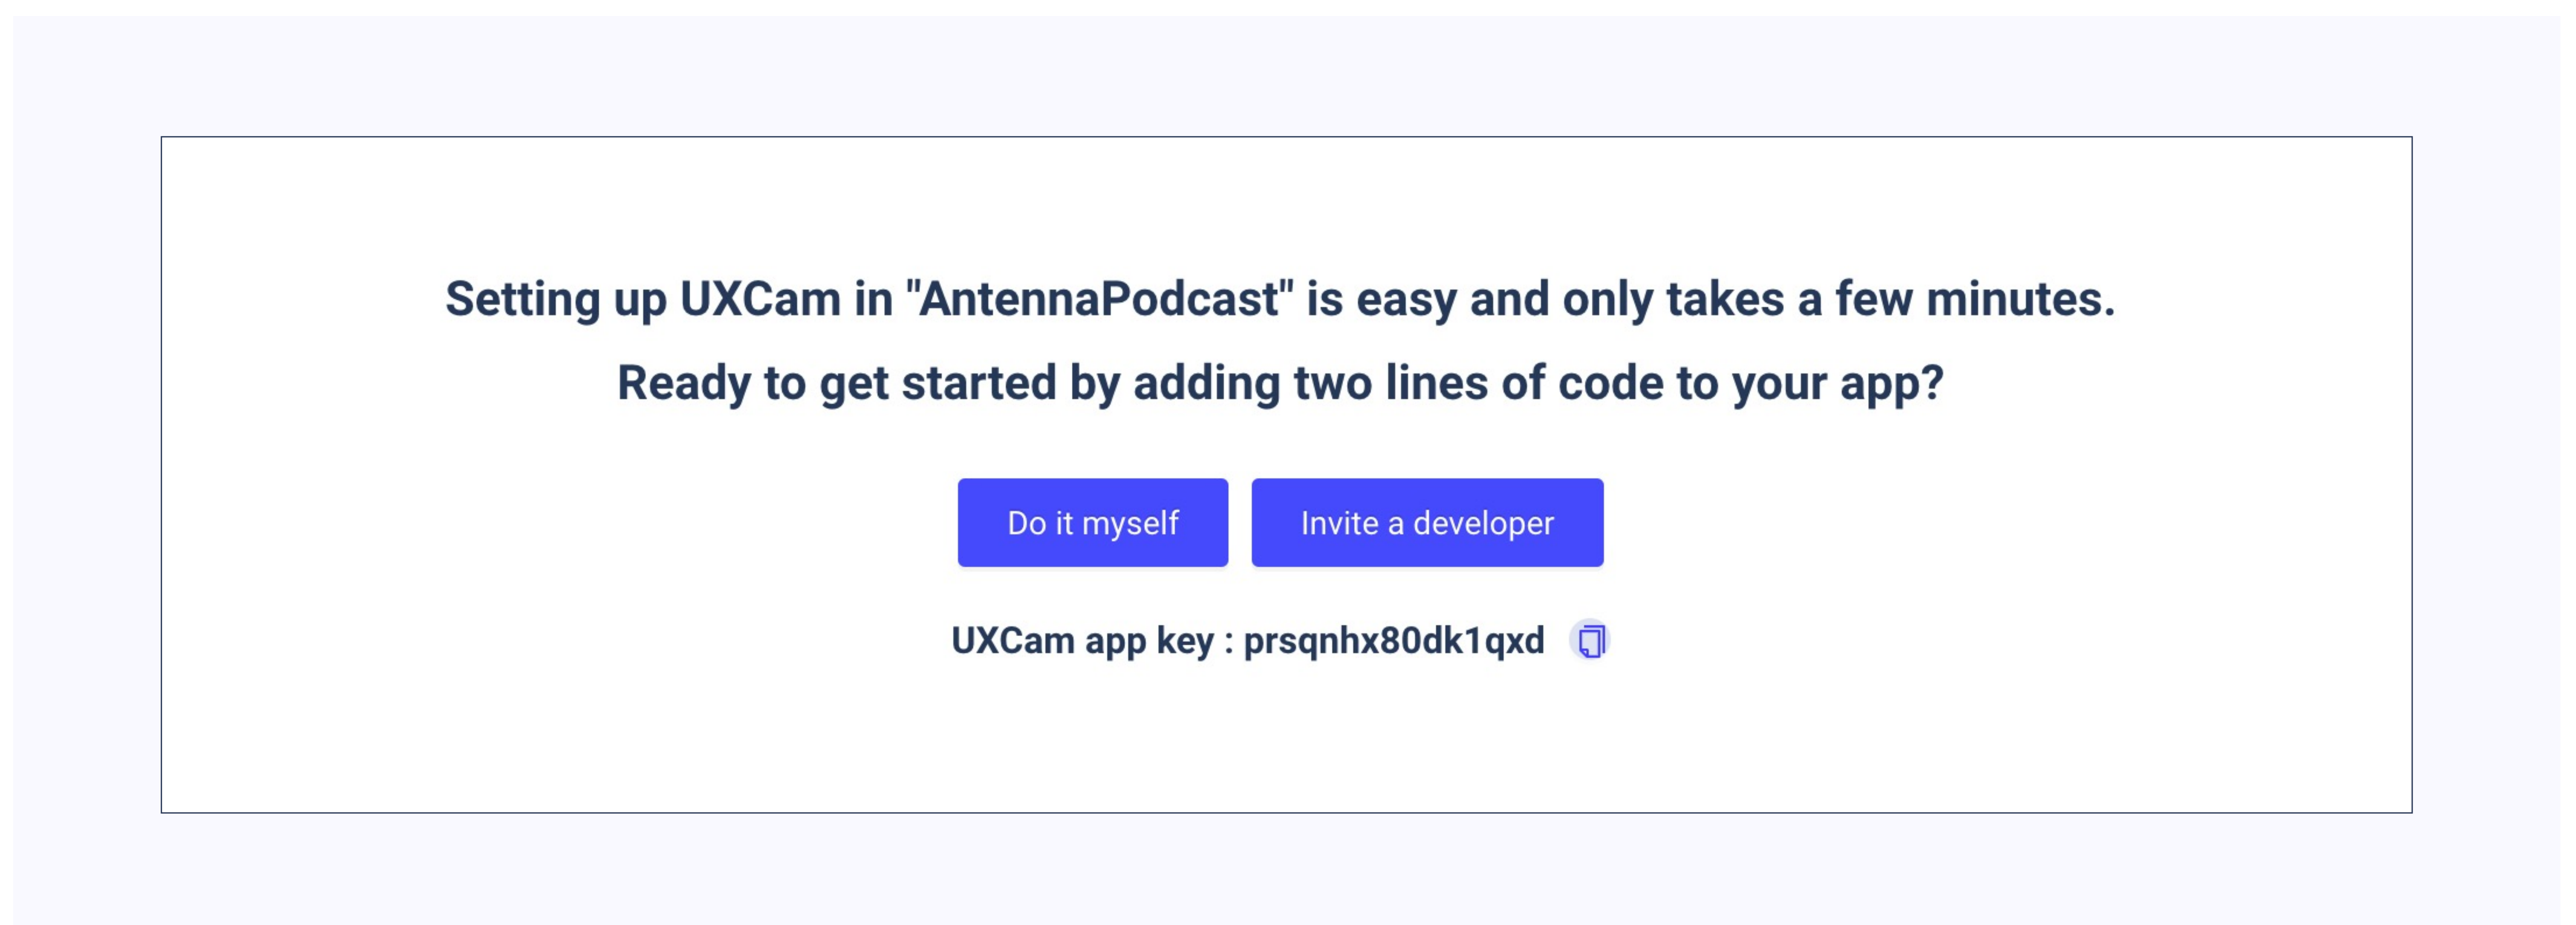 Setting up UXCam in "AntennaPodcast" is easy and only takes a few minutes.
Ready to get started by adding two lines of code to your app?
Do it myself
Invite a developer
UXCam app key : prsqnhx80dk1qxd